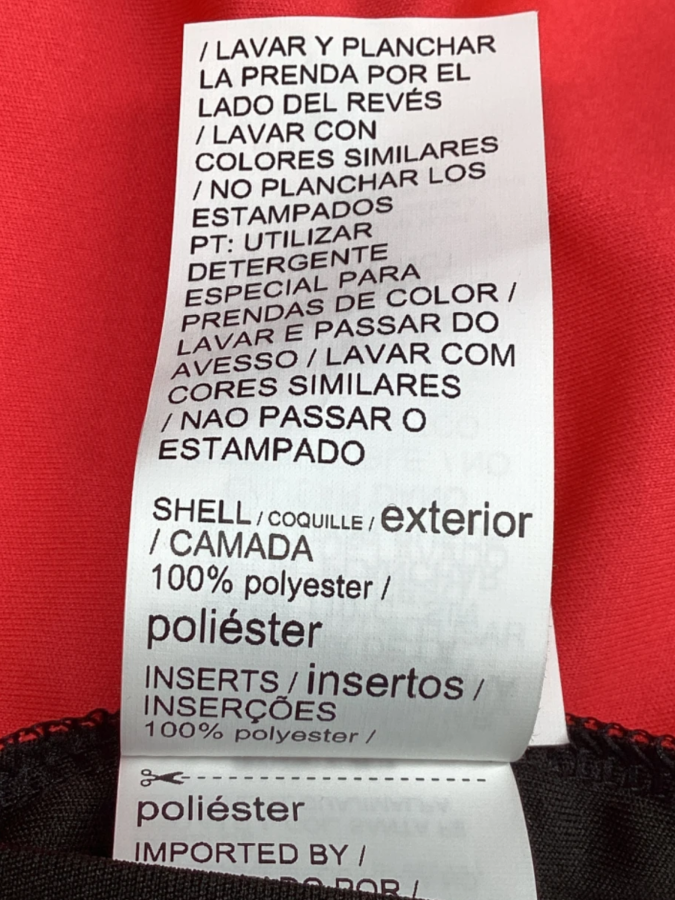 / LAVAR Y PLANCHAR
LA PRENDA POR EL
LADO DEL REVÉS
/ LAVAR CON
COLORES SIMILARES
/ NO PLANCHAR LOS
ESTAMPADOS
PT: UTILIZAR
DETERGENTE
ESPECIAL PARA
PRENDAS DE COLOR /
LAVAR E PASSAR DO
AVESSO / LAVAR COM
CORES SIMILARES
/ NAO PASSAR O
ESTAMPADO
SHELL / COQUILLE / exterior
/ CAMADA
100% polyester /
poliéster
INSERTS / insertos /
INSERÇÕES
100% polyester /
poliéster
IMPORTED BY /
POR /